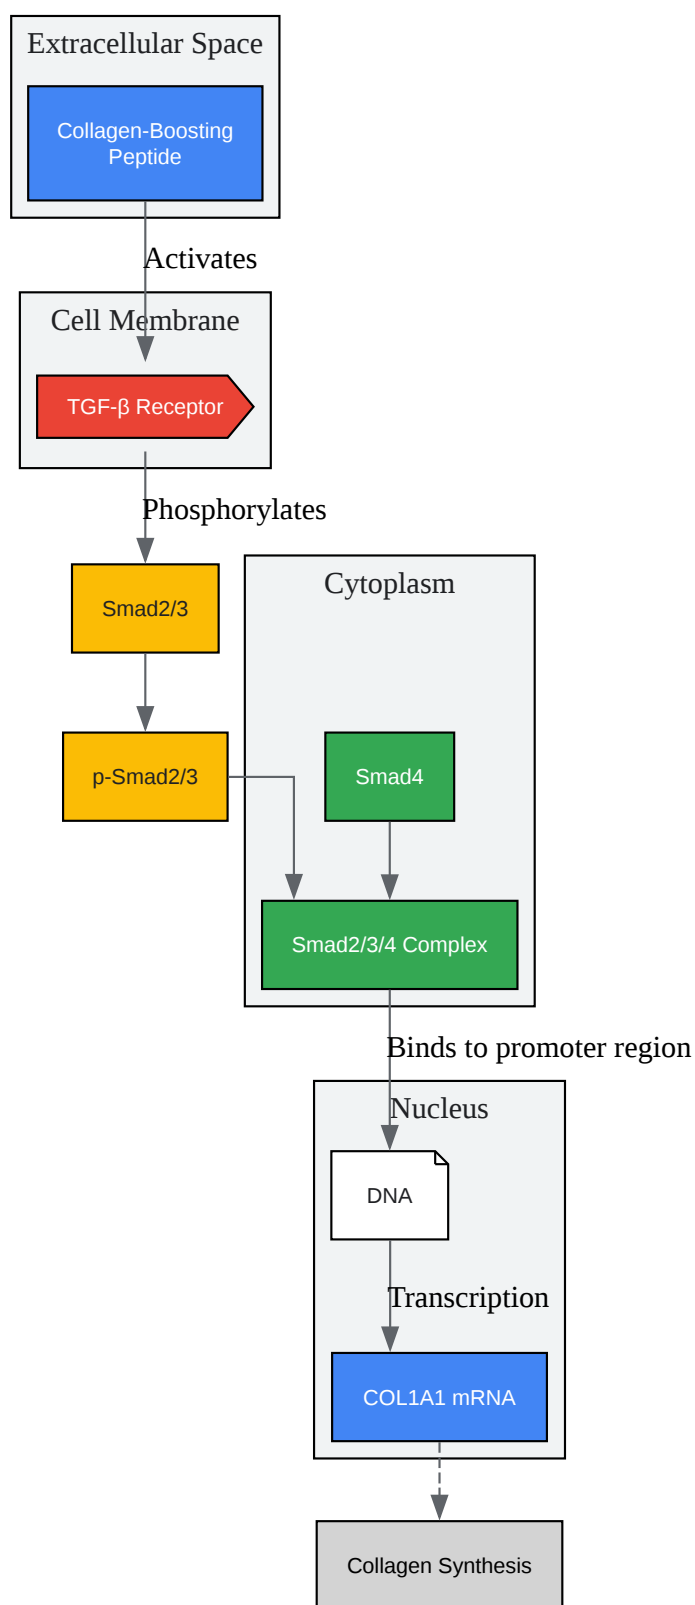 Extracellular Space
Collagen-Boosting
Peptide
Activates
Cell Membrane
TGF-β Receptor
Phosphorylates
Cytoplasm
Smad2/3
p-Smad2/3
Smad4
Smad2/3/4 Complex
Binds to promoter region
Nucleus
DNA
Transcription
COL1A1 mRNA
Collagen Synthesis